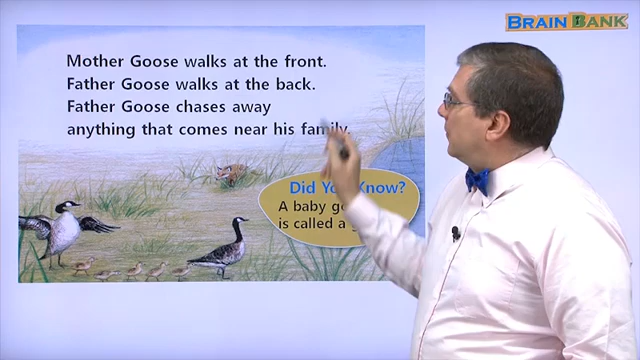 BRAIN BANK
Mother Goose walks at the front.
Father Goose walks at the back.
Father Goose chases away
anything that comes near his family.
Did You Know?
A baby
is called a